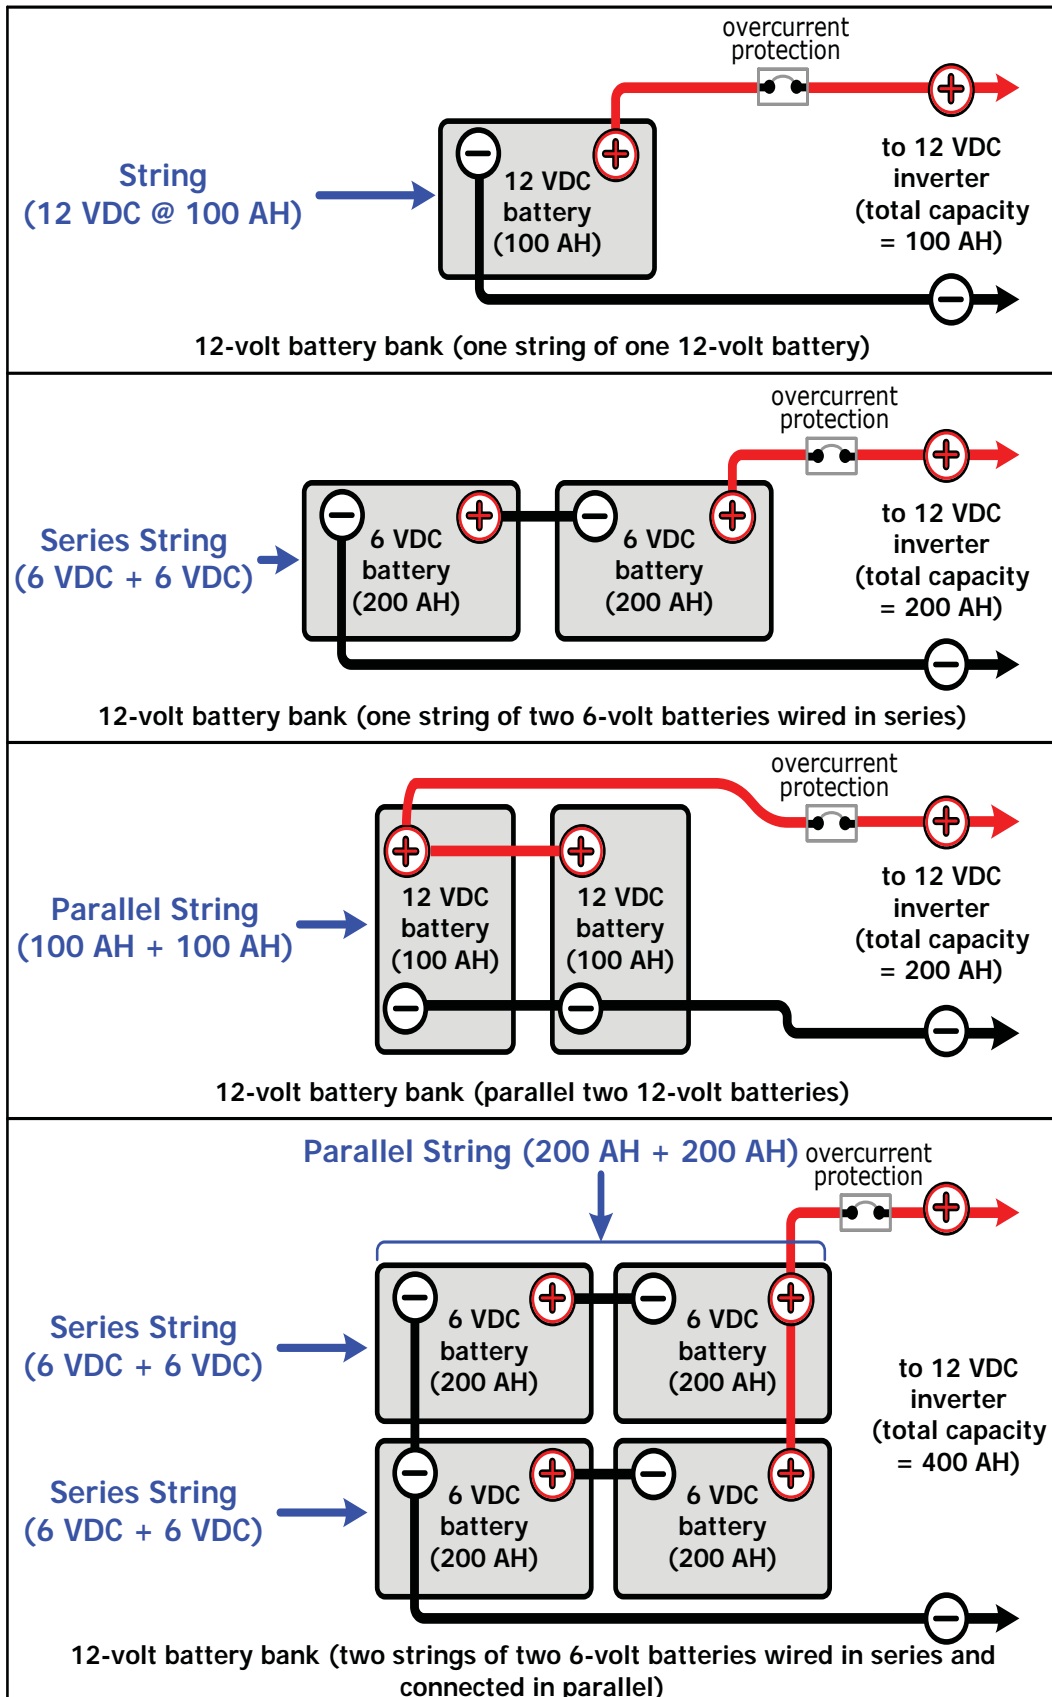 overcurrent
protection
String
(12 VDC @ 100 AH)
12 VDC
battery
(100 AH)
to 12 VDC
inverter
(total capacity
= 100 AH)
12-volt battery bank (one string of one 12-volt battery)
overcurrent
protection
Series String
(6 VDC + 6 VDC)
6 VDC
battery
(200 AH)
6 VDC
battery
(200 AH)
to 12 VDC
inverter
(total capacity
= 200 AH)
12-volt battery bank (one string of two 6-volt batteries wired in series)
overcurrent
protection
Parallel String
(100 AH + 100 AH)
12 VDC
battery
(100 AH)
12 VDC
battery
(100 AH)
to 12 VDC
inverter
(total capacity
= 200 AH)
12-volt battery bank (parallel two 12-volt batteries)
Parallel String (200 AH + 200 AH)
overcurrent
protection
Series String
(6 VDC + 6 VDC)
6 VDC
battery
(200 AH)
6 VDC
battery
(200 AH)
to 12 VDC
inverter
(total capacity
= 400 AH)
Series String
(6 VDC + 6 VDC)
6 VDC
battery
(200 AH)
6 VDC
battery
(200 AH)
12-volt battery bank (two strings of two 6-volt batteries wired in series and
connected in parallel)